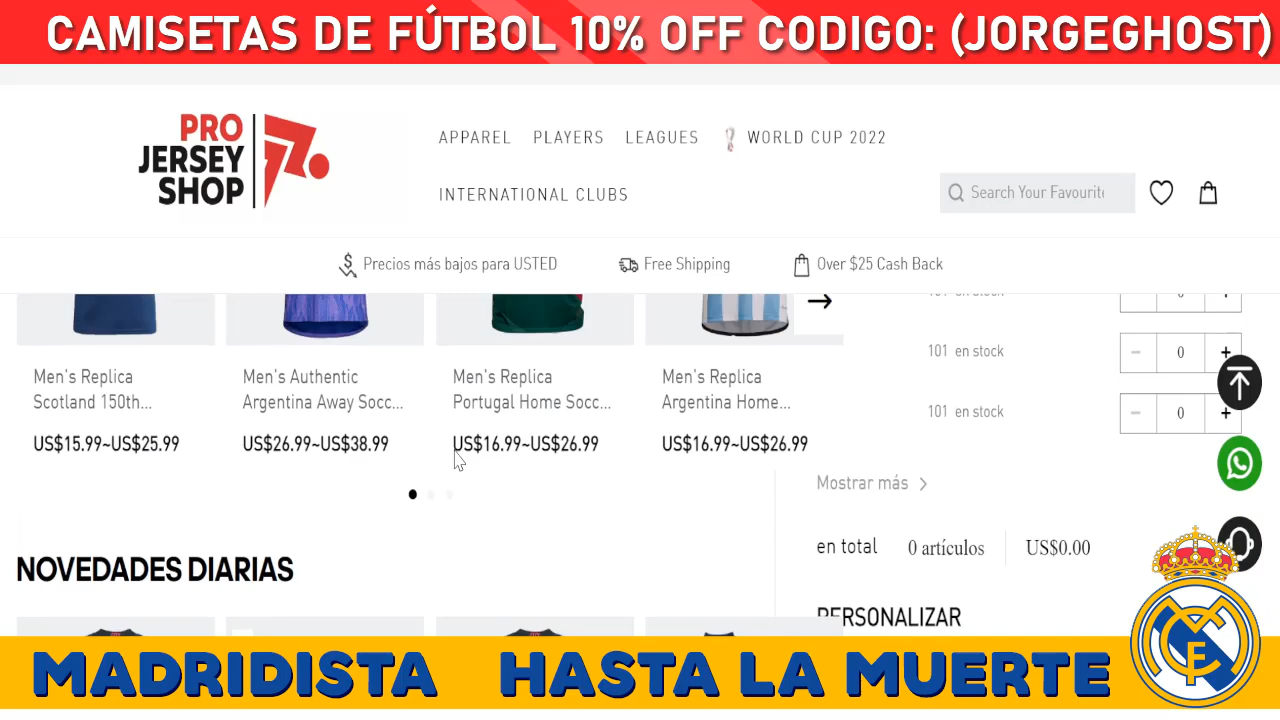 CAMISETAS DE FÚTBOL 10% OFF CODIGO: (JORGEGHOST)
PRO
JERSEY
SHOP
APPAREL PLAYERS LEAGUES WORLD CUP 2022
INTERNATIONAL CLUBS
Search Your Favourite
Precios más bajos para USTED
Free Shipping
Over $25 Cash Back
101 en stock 0 +
101 en stock − 0 +
101 en stock − 0 +
Men's Replica
Scotland 150th...
US$15.99~US$25.99
Men's Authentic
Argentina Away Socc...
US$26.99~US$38.99
Men's Replica
Portugal Home Socc...
US$16.99~US$26.99
Men's Replica
Argentina Home...
US$16.99~US$26.99
Mostrar más
en total 0 artículos US$0.00
NOVEDADES DIARIAS
PERSONALIZAR
MADRIDISTA HASTA LA MUERTE